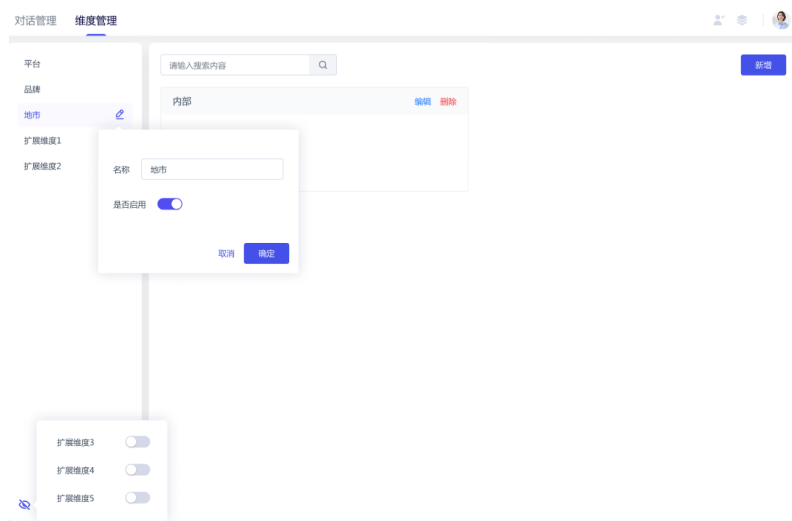 对话管理 维度管理
平台
品牌
地市
扩展维度1
扩展维度2
请输入搜索内容
新增
内部 编辑 删除
名称 地市
是否启用
取消 确定
扩展维度3
扩展维度4
扩展维度5